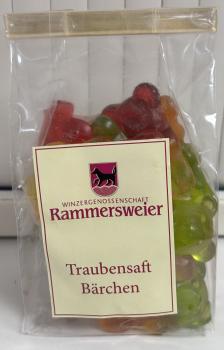 WINZERGENOSSENSCHAFT
Rammersweier
Traubensaft
Bärchen